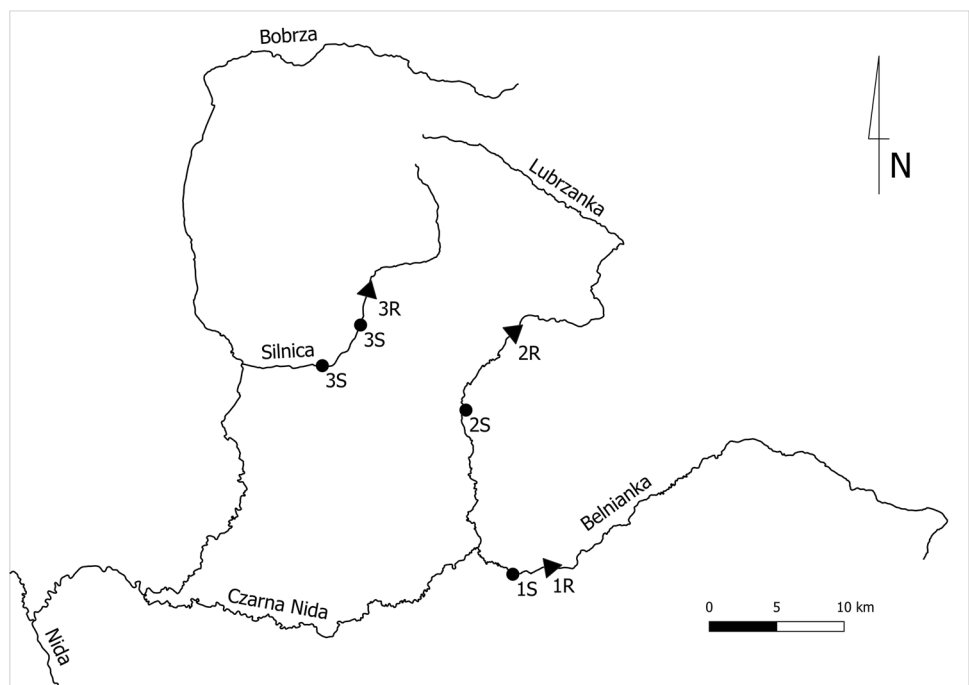 Bobrza
Lubrzanka
N
3R
3S
Silnica
3S
2R
2S
Belnianka
1S
1R
Czarna Nida
Nida
0 5 10 km